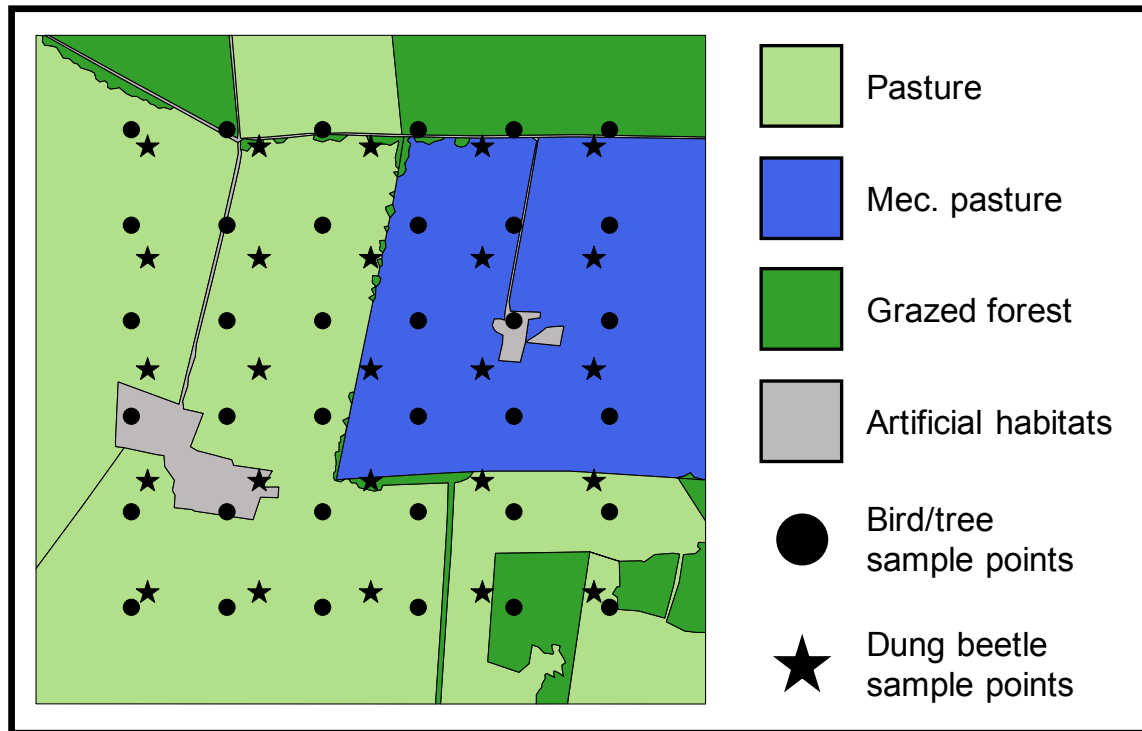 Pasture
Mec. pasture
Grazed forest
Artificial habitats
Bird/tree
sample points
Dung beetle
sample points